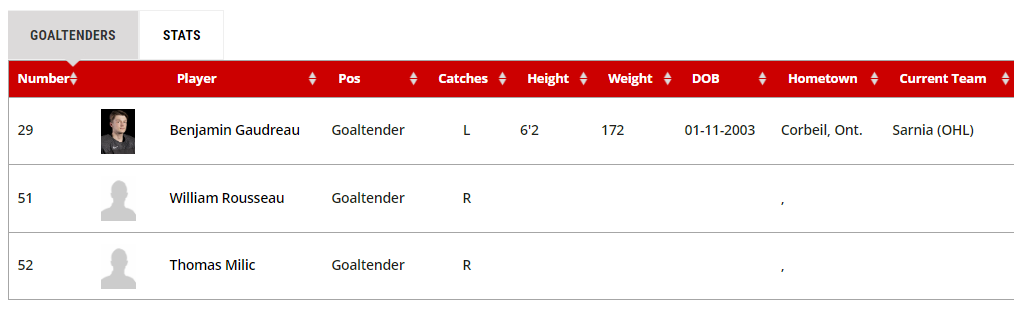 GOALTENDERS STATS
Number Player Pos Catches Height Weight DOB Hometown Current Team
29 Benjamin Gaudreau Goaltender L 6'2 172 01-11-2003 Corbeil, Ont. Sarnia (OHL)
51 William Rousseau Goaltender R ,
52 Thomas Milic Goaltender R ,